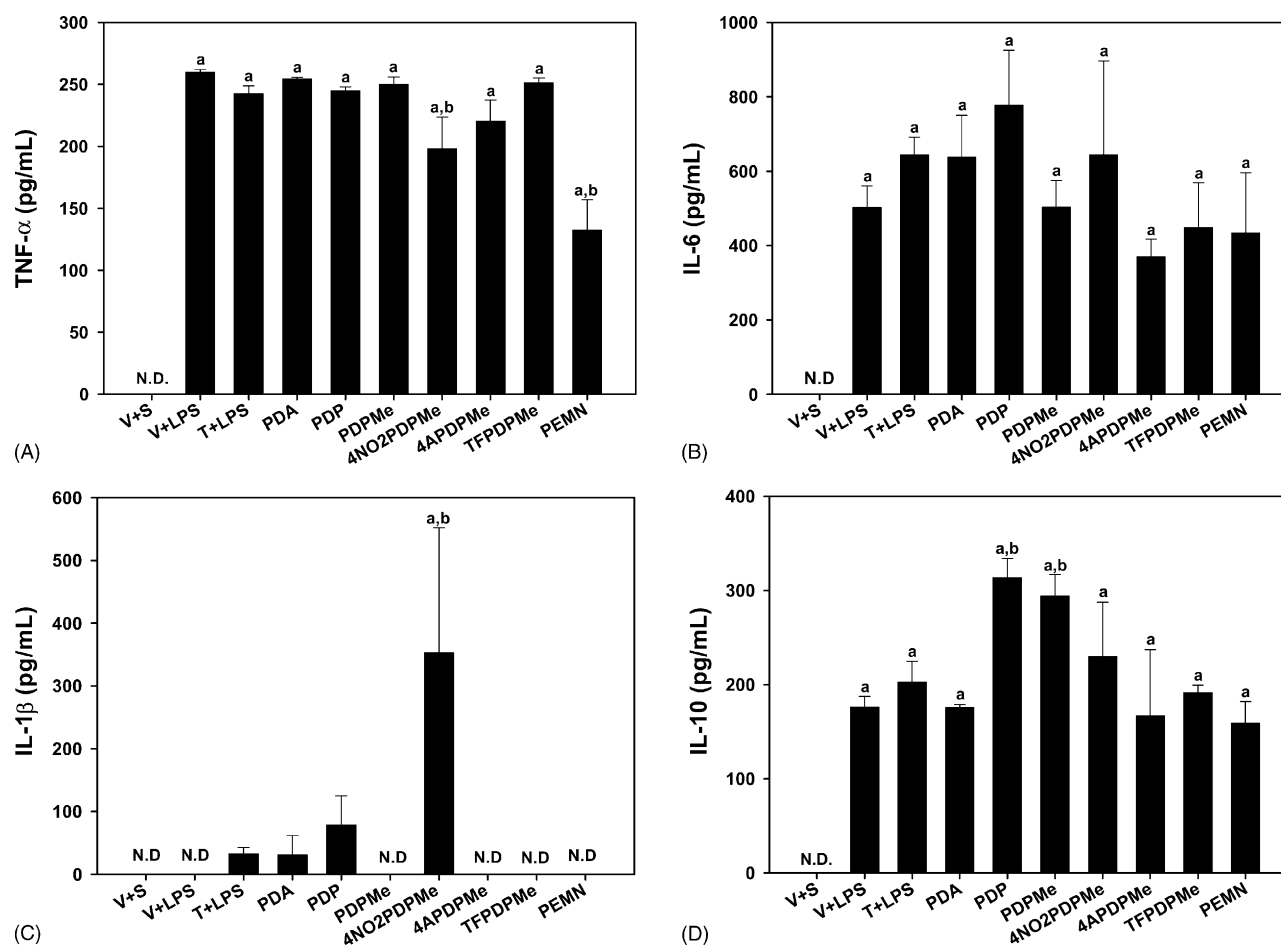 300
250
200
150
100
50
0
TNF-α (pg/mL)
a
a
a
a
a
a,b
a
a
a,b
N.D.
V+S
V+LPS
T+LPS
PDA
PDP
PDPMe
4NO2PDPMe
4APDPMe
TFPDPMe
PEMN
(A)
1000
800
600
400
200
0
IL-6 (pg/mL)
a
a
a
a
a
a
a
a
a
N.D
V+S
V+LPS
T+LPS
PDA
PDP
PDPMe
4NO2PDPMe
4APDPMe
TFPDPMe
PEMN
(B)
600
500
400
300
200
100
0
IL-1β (pg/mL)
a,b
N.D
N.D
N.D
N.D
N.D
N.D
V+S
V+LPS
T+LPS
PDA
PDP
PDPMe
4NO2PDPMe
4APDPMe
TFPDPMe
PEMN
(C)
400
300
200
100
0
IL-10 (pg/mL)
a
a
a
a,b
a,b
a
a
a
a
N.D.
V+S
V+LPS
T+LPS
PDA
PDP
PDPMe
4NO2PDPMe
4APDPMe
TFPDPMe
PEMN
(D)